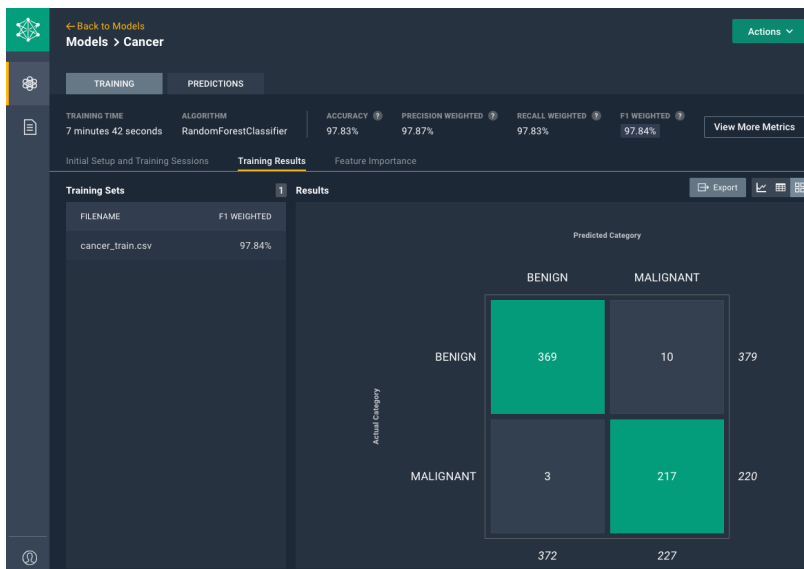 ←Back to Models
Models > Cancer
Actions
TRAINING PREDICTIONS
TRAINING TIME ALGORITHM ACCURACY ? PRECISION WEIGHTED ? RECALL WEIGHTED ? F1 WEIGHTED ?
7 minutes 42 seconds RandomForestClassifier 97.83% 97.87% 97.83% 97.84% View More Metrics
Initial Setup and Training Sessions Training Results Feature Importance
Training Sets 1 Results Export
FILENAME F1 WEIGHTED
cancer_train.csv 97.84%
Predicted Category
BENIGN MALIGNANT
Actual Category
BENIGN 369 10 379
MALIGNANT 3 217 220
372 227